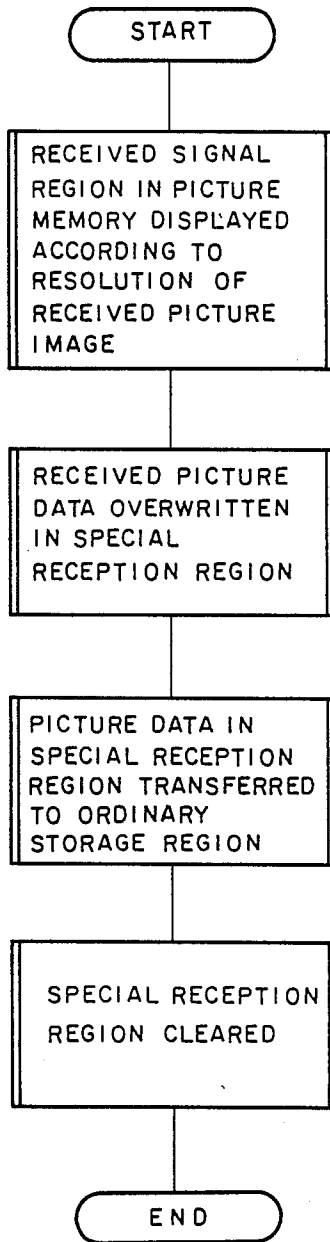 START
RECEIVED SIGNAL
REGION IN PICTURE
MEMORY DISPLAYED
ACCORDING TO
RESOLUTION OF
RECEIVED PICTURE
IMAGE
RECEIVED PICTURE
DATA OVERWRITTEN
IN SPECIAL
RECEPTION REGION
PICTURE DATA IN
SPECIAL RECEPTION
REGION TRANSFERRED
TO ORDINARY
STORAGE REGION
SPECIAL RECEPTION
REGION CLEARED
END